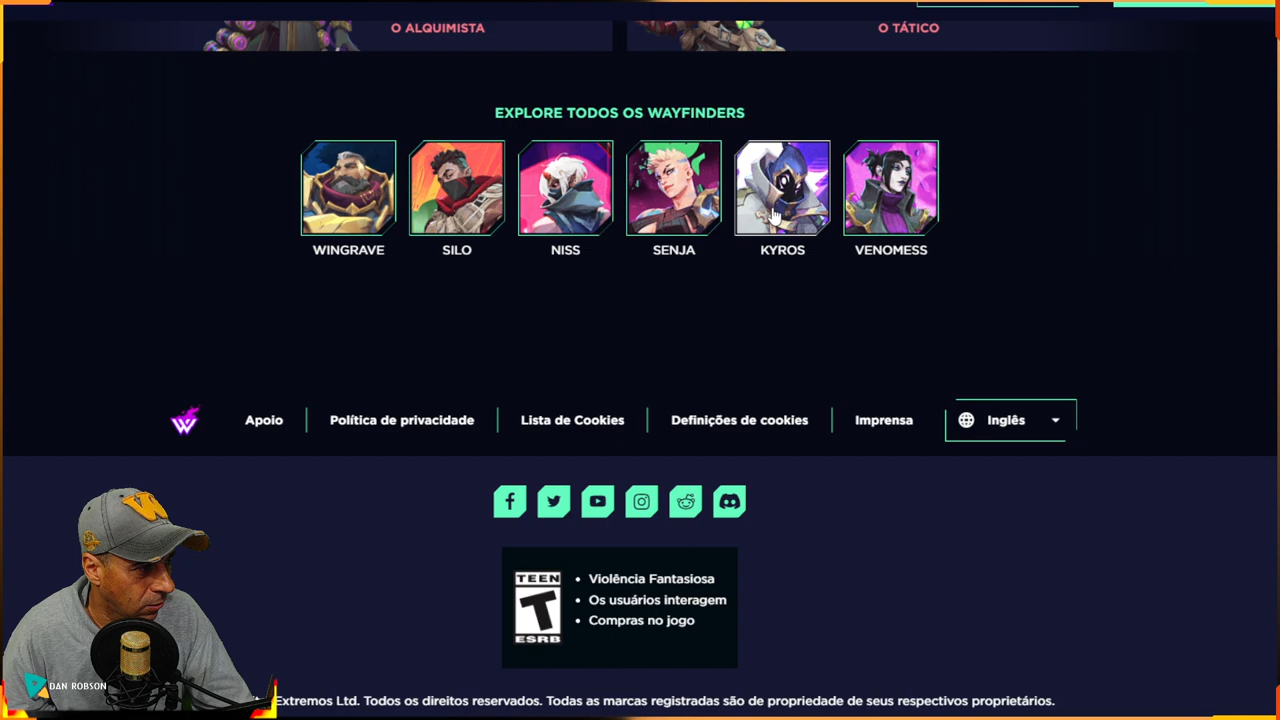 O ALQUIMISTA
O TÁTICO
EXPLORE TODOS OS WAYFINDERS
WINGRAVE
SILO
NISS
SENJA
KYROS
VENOMESS
W
Apoio
Política de privacidade
Lista de Cookies
Definições de cookies
Imprensa
Inglês
TEEN
T
ESRB
• Violência Fantasiosa
• Os usuários interagem
• Compras no jogo
W
DAN ROBSON
Extremos Ltd. Todos os direitos reservados. Todas as marcas registradas são de propriedade de seus respectivos proprietários.